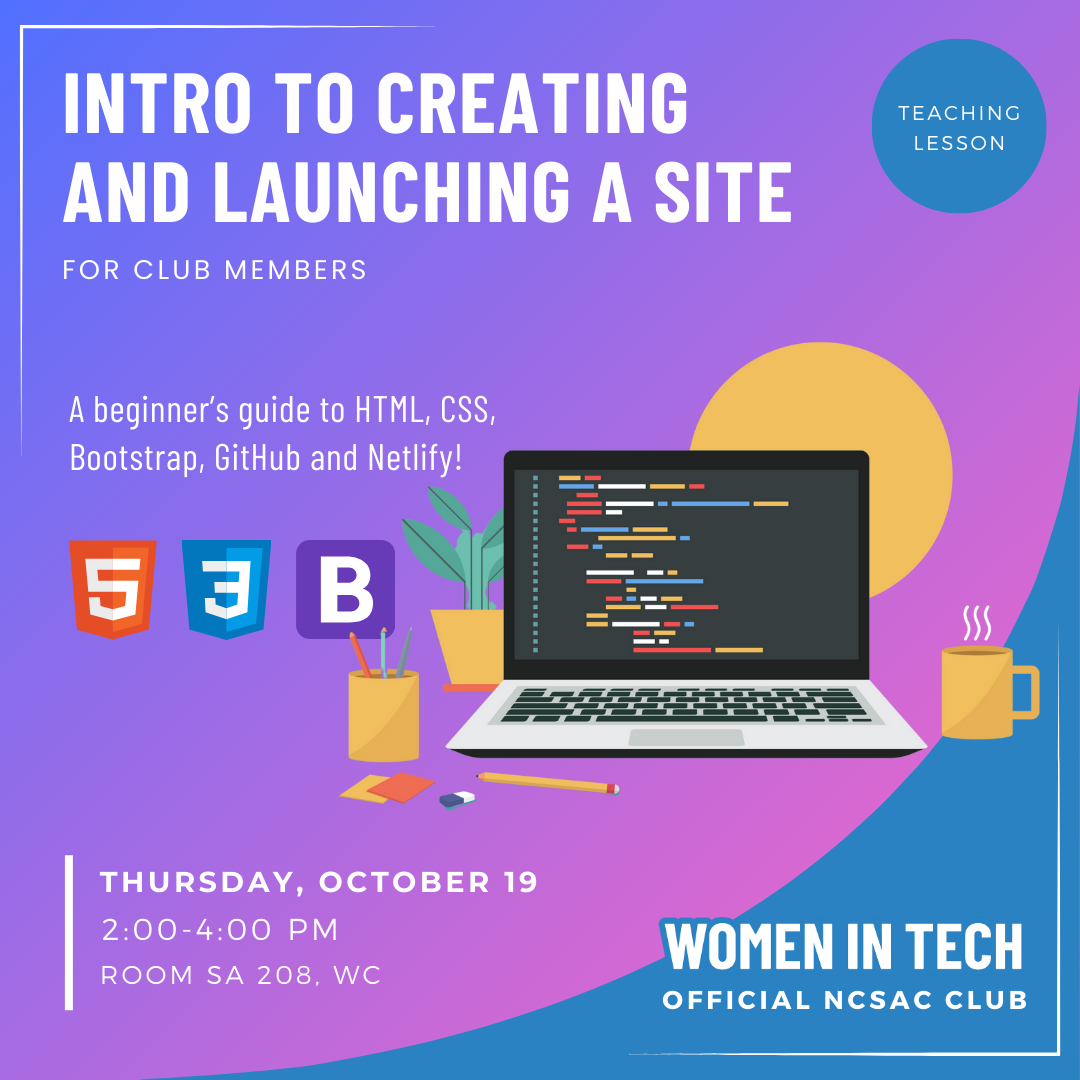 INTRO TO CREATING
AND LAUNCHING A SITE
FOR CLUB MEMBERS
TEACHING
LESSON
A beginner’s guide to HTML, CSS,
Bootstrap, GitHub and Netlify!
5
3
B
THURSDAY, OCTOBER 19
2:00-4:00 PM
ROOM SA 208, WC
WOMEN IN TECH
OFFICIAL NCSAC CLUB